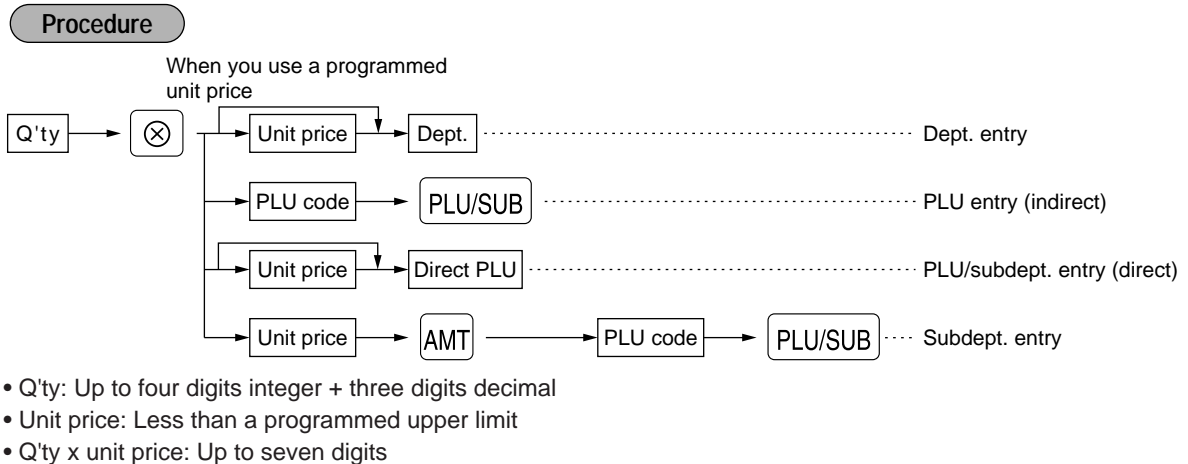 Procedure
When you use a programmed
unit price
Q'ty ⊗ Unit price Dept. Dept. entry
PLU code PLU/SUB PLU entry (indirect)
Unit price Direct PLU PLU/subdept. entry (direct)
Unit price AMT PLU code PLU/SUB Subdept. entry
• Q'ty: Up to four digits integer + three digits decimal
• Unit price: Less than a programmed upper limit
• Q'ty x unit price: Up to seven digits